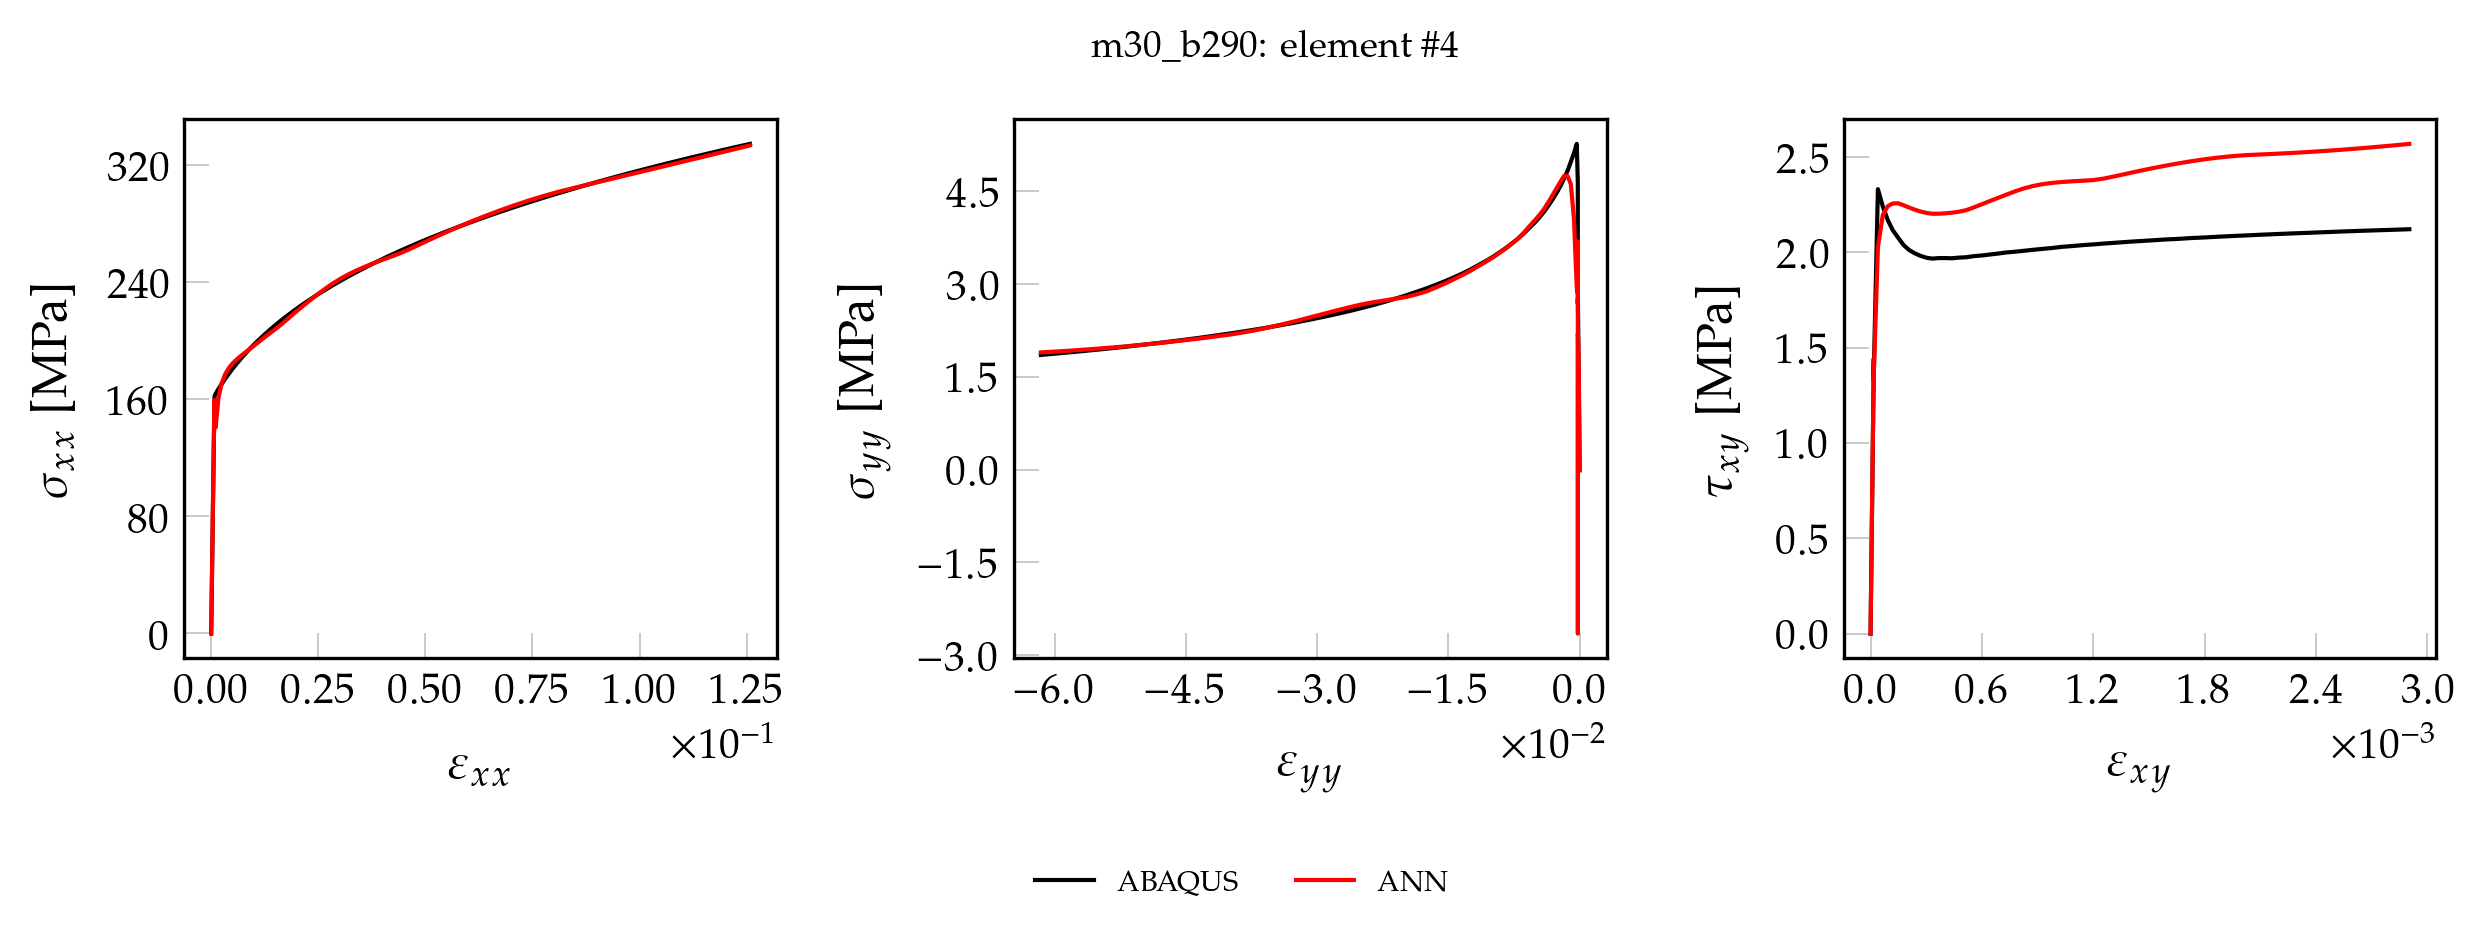 m30_b290: element #4
σxx [MPa]
320
240
160
80
0
0.00 0.25 0.50 0.75 1.00 1.25
×10⁻¹
εxx
σyy [MPa]
4.5
3.0
1.5
0.0
−1.5
−3.0
−6.0 −4.5 −3.0 −1.5 0.0
×10⁻²
εyy
τxy [MPa]
2.5
2.0
1.5
1.0
0.5
0.0
0.0 0.6 1.2 1.8 2.4 3.0
×10⁻³
εxy
ABAQUS ANN